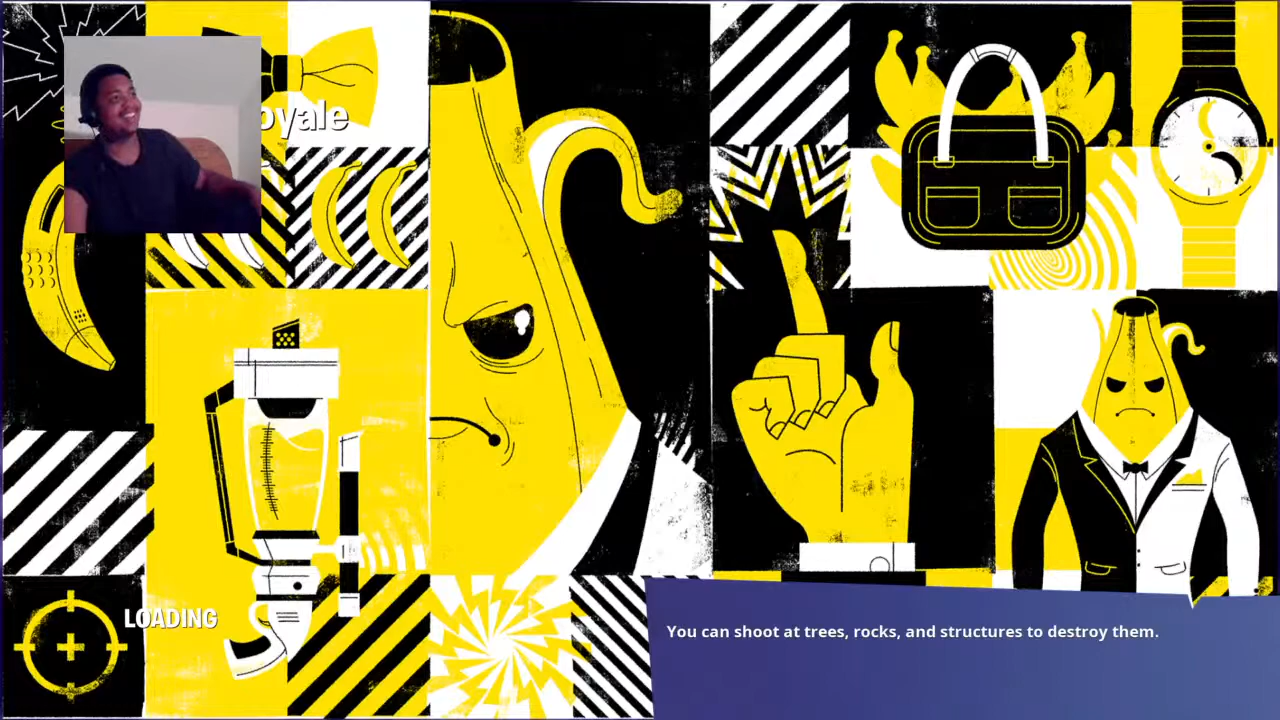 oyale
LOADING
You can shoot at trees, rocks, and structures to destroy them.